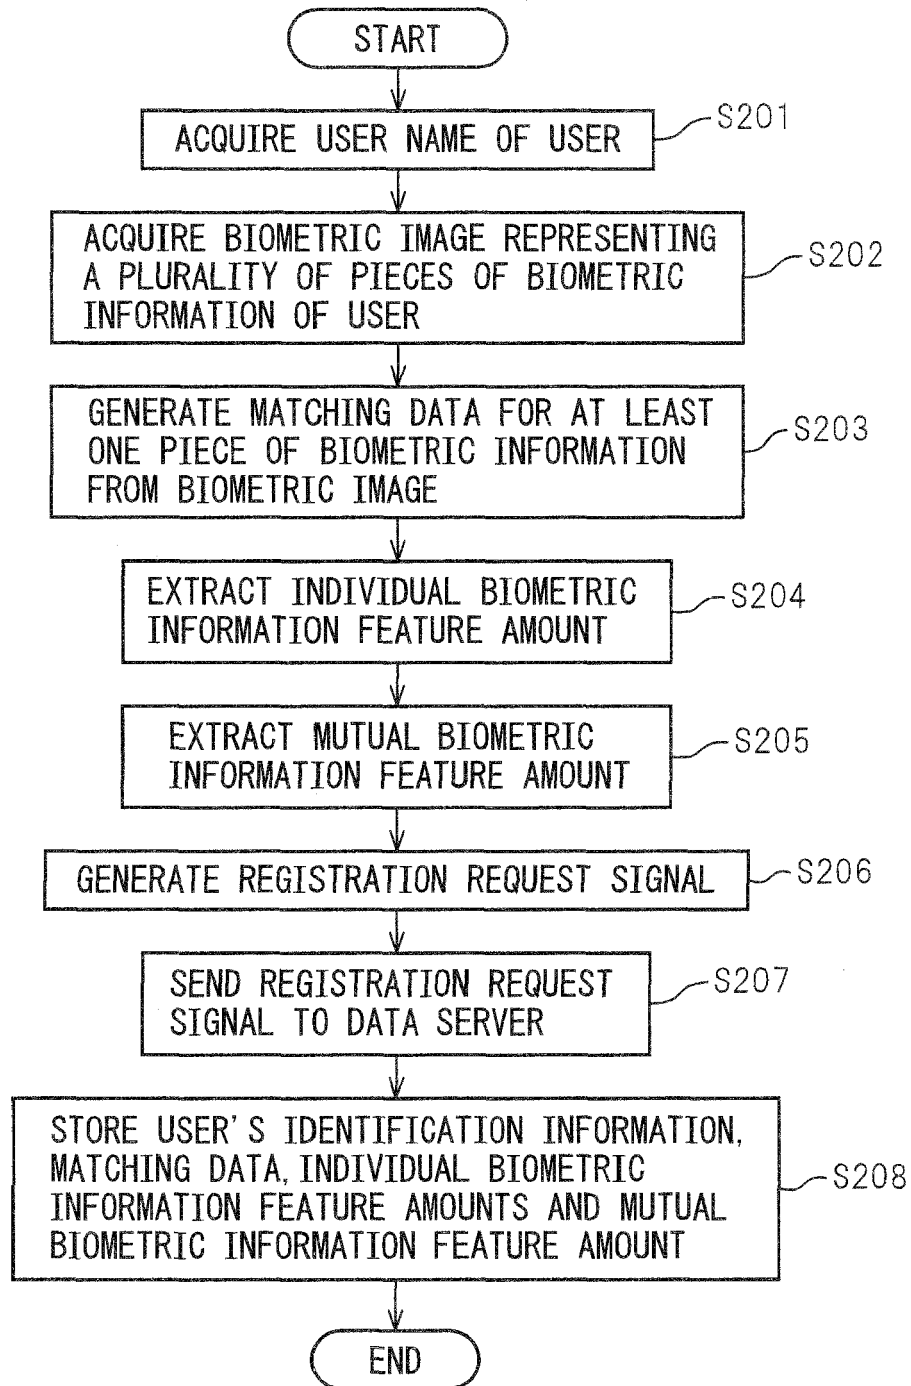 START
ACQUIRE USER NAME OF USER
S201
ACQUIRE BIOMETRIC IMAGE REPRESENTING
A PLURALITY OF PIECES OF BIOMETRIC
INFORMATION OF USER
S202
GENERATE MATCHING DATA FOR AT LEAST
ONE PIECE OF BIOMETRIC INFORMATION
FROM BIOMETRIC IMAGE
S203
EXTRACT INDIVIDUAL BIOMETRIC
INFORMATION FEATURE AMOUNT
S204
EXTRACT MUTUAL BIOMETRIC
INFORMATION FEATURE AMOUNT
S205
GENERATE REGISTRATION REQUEST SIGNAL
S206
SEND REGISTRATION REQUEST
SIGNAL TO DATA SERVER
S207
STORE USER'S IDENTIFICATION INFORMATION,
MATCHING DATA, INDIVIDUAL BIOMETRIC
INFORMATION FEATURE AMOUNTS AND MUTUAL
BIOMETRIC INFORMATION FEATURE AMOUNT
S208
END